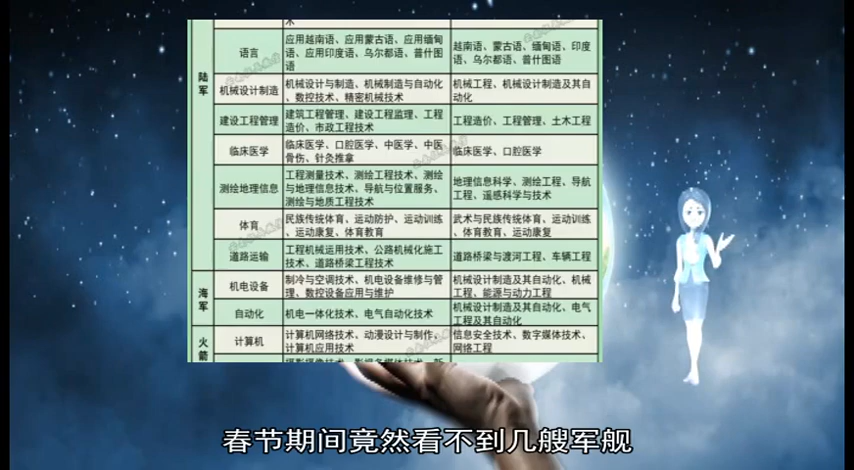 术
语言
应用越南语、应用蒙古语、应用缅甸
语、应用印度语、乌尔都语、普什图
语
越南语、蒙古语、缅甸语、印度
语、乌尔都语、普什图语
陆军
机械设计制造
机械设计与制造、机械制造与自动化
、数控技术、精密机械技术
机械工程、机械设计制造及其自
动化
建设工程管理
建筑工程管理、建设工程监理、工程
造价、市政工程技术
工程造价、工程管理、土木工程
临床医学
临床医学、口腔医学、中医学、中医
骨伤、针灸推拿
临床医学、口腔医学
测绘地理信息
工程测量技术、测绘工程技术、测绘
与地理信息技术、导航与位置服务、
测绘与地质工程技术
地理信息科学、测绘工程、导航
工程、遥感科学与技术
体育
民族传统体育、运动防护、运动训练
、运动康复、体育教育
武术与民族传统体育、运动训练
、体育教育、运动康复
道路运输
工程机械运用技术、公路机械化施工
技术、道路桥梁工程技术
道路桥梁与渡河工程、车辆工程
海军
机电设备
制冷与空调技术、机电设备维修与管
理、数控设备应用与维护
机械设计制造及其自动化、机械
工程、能源与动力工程
自动化
机电一体化技术、电气自动化技术
机械设计制造及其自动化、电气
工程及其自动化
火箭
计算机
计算机网络技术、动漫设计与制作、
计算机应用技术
信息安全技术、数字媒体技术、
网络工程
春节期间竟然看不到几艘军舰